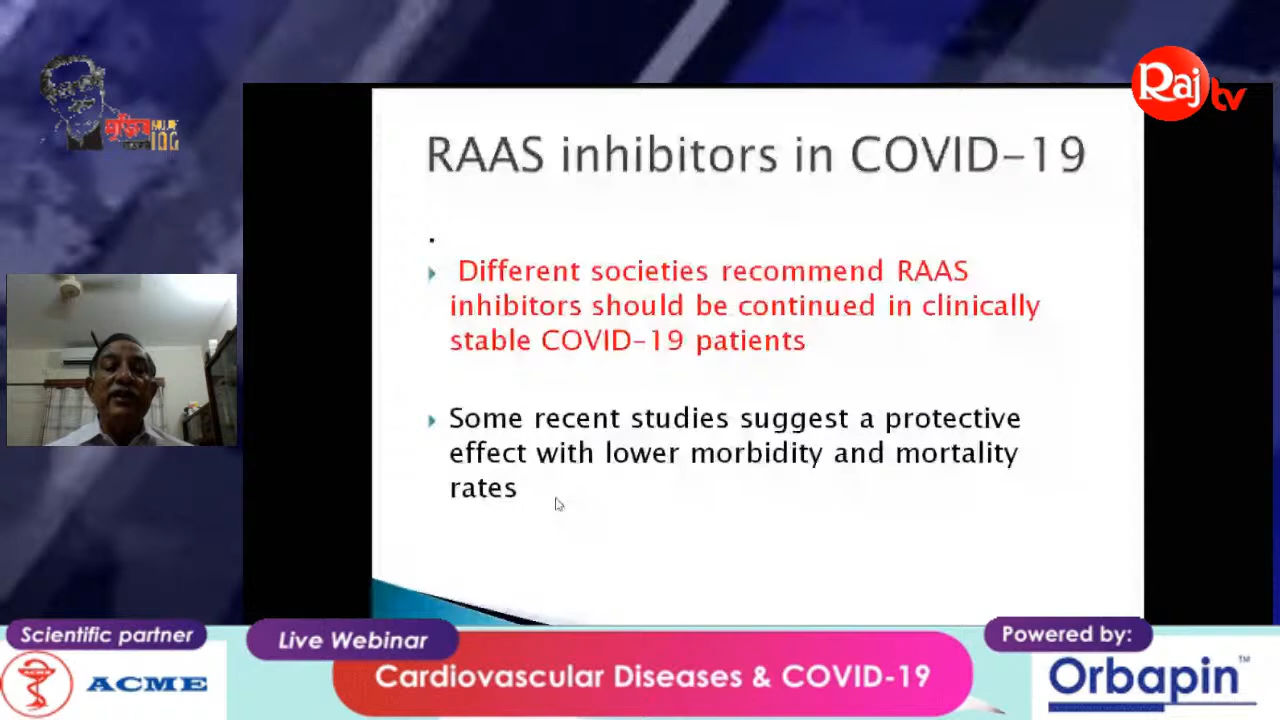 মুজিব
100
Raj tv
RAAS inhibitors in COVID-19
.
Different societies recommend RAAS
inhibitors should be continued in clinically
stable COVID-19 patients
Some recent studies suggest a protective
effect with lower morbidity and mortality
rates
Scientific partner
ACME
Live Webinar
Cardiovascular Diseases & COVID-19
Powered by:
Orbapin™